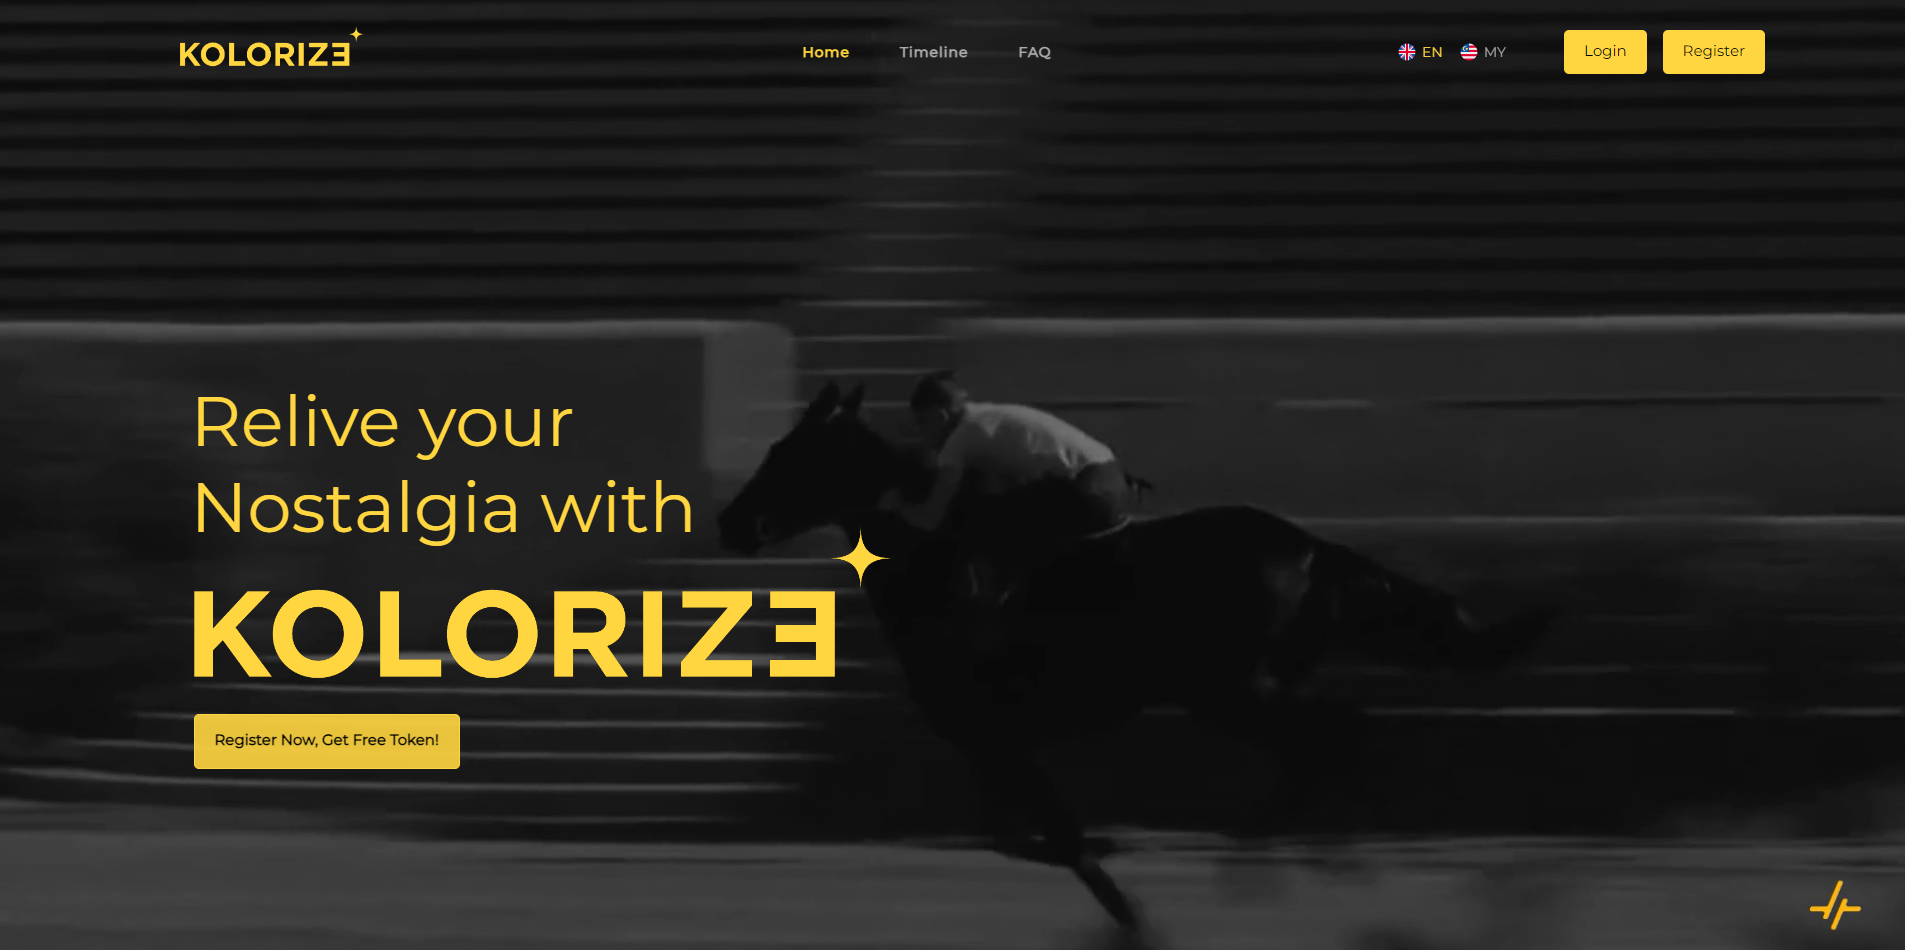 KOLORIZE
Home
Timeline
FAQ
EN
MY
Login
Register
Relive your
Nostalgia with
KOLORIZE
Register Now, Get Free Token!